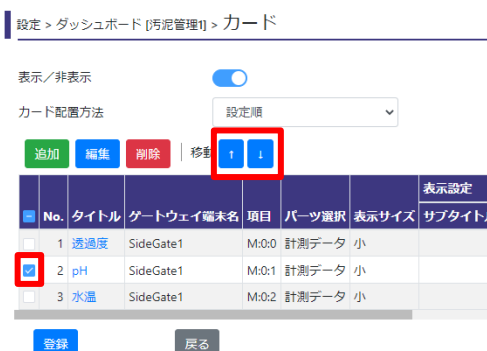 設定 > ダッシュボード [汚泥管理1] > カード
表示／非表示
カード配置方法 設定順
追加 編集 削除 移動 ↑ ↓
表示設定
No. タイトル ゲートウェイ端末名 項目 パーツ選択 表示サイズ サブタイトル
1 透過度 SideGate1 M:0:0 計測データ 小
2 pH SideGate1 M:0:1 計測データ 小
3 水温 SideGate1 M:0:2 計測データ 小
登録 戻る